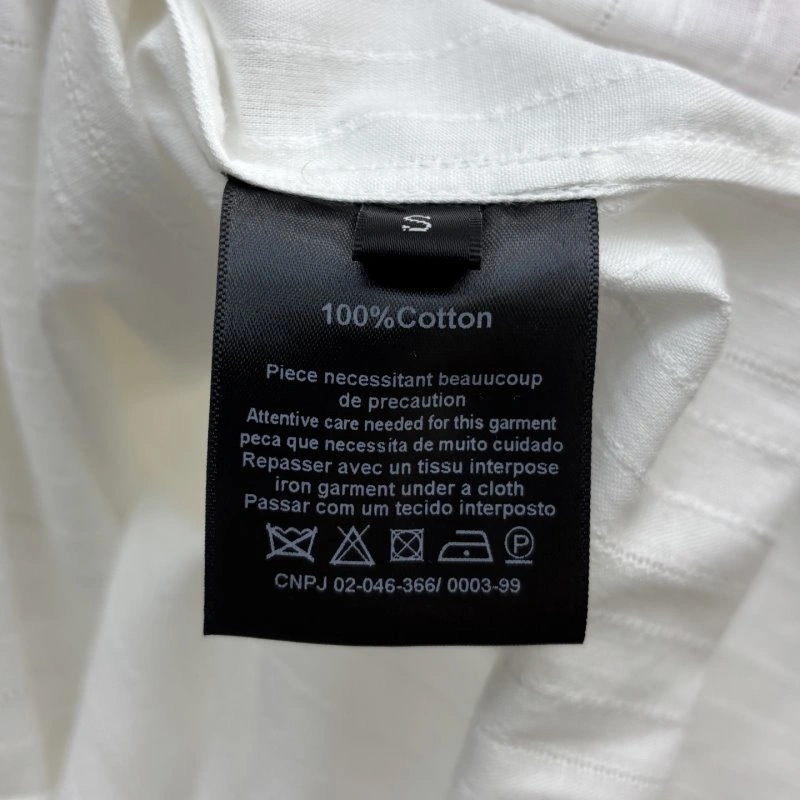 S
100%Cotton
Piece necessitant beauucoup
de precaution
Attentive care needed for this garment
peca que necessita de muito cuidado
Repasser avec un tissu interpose
iron garment under a cloth
Passar com um tecido interposto
P
CNPJ 02-046-366/ 0003-99